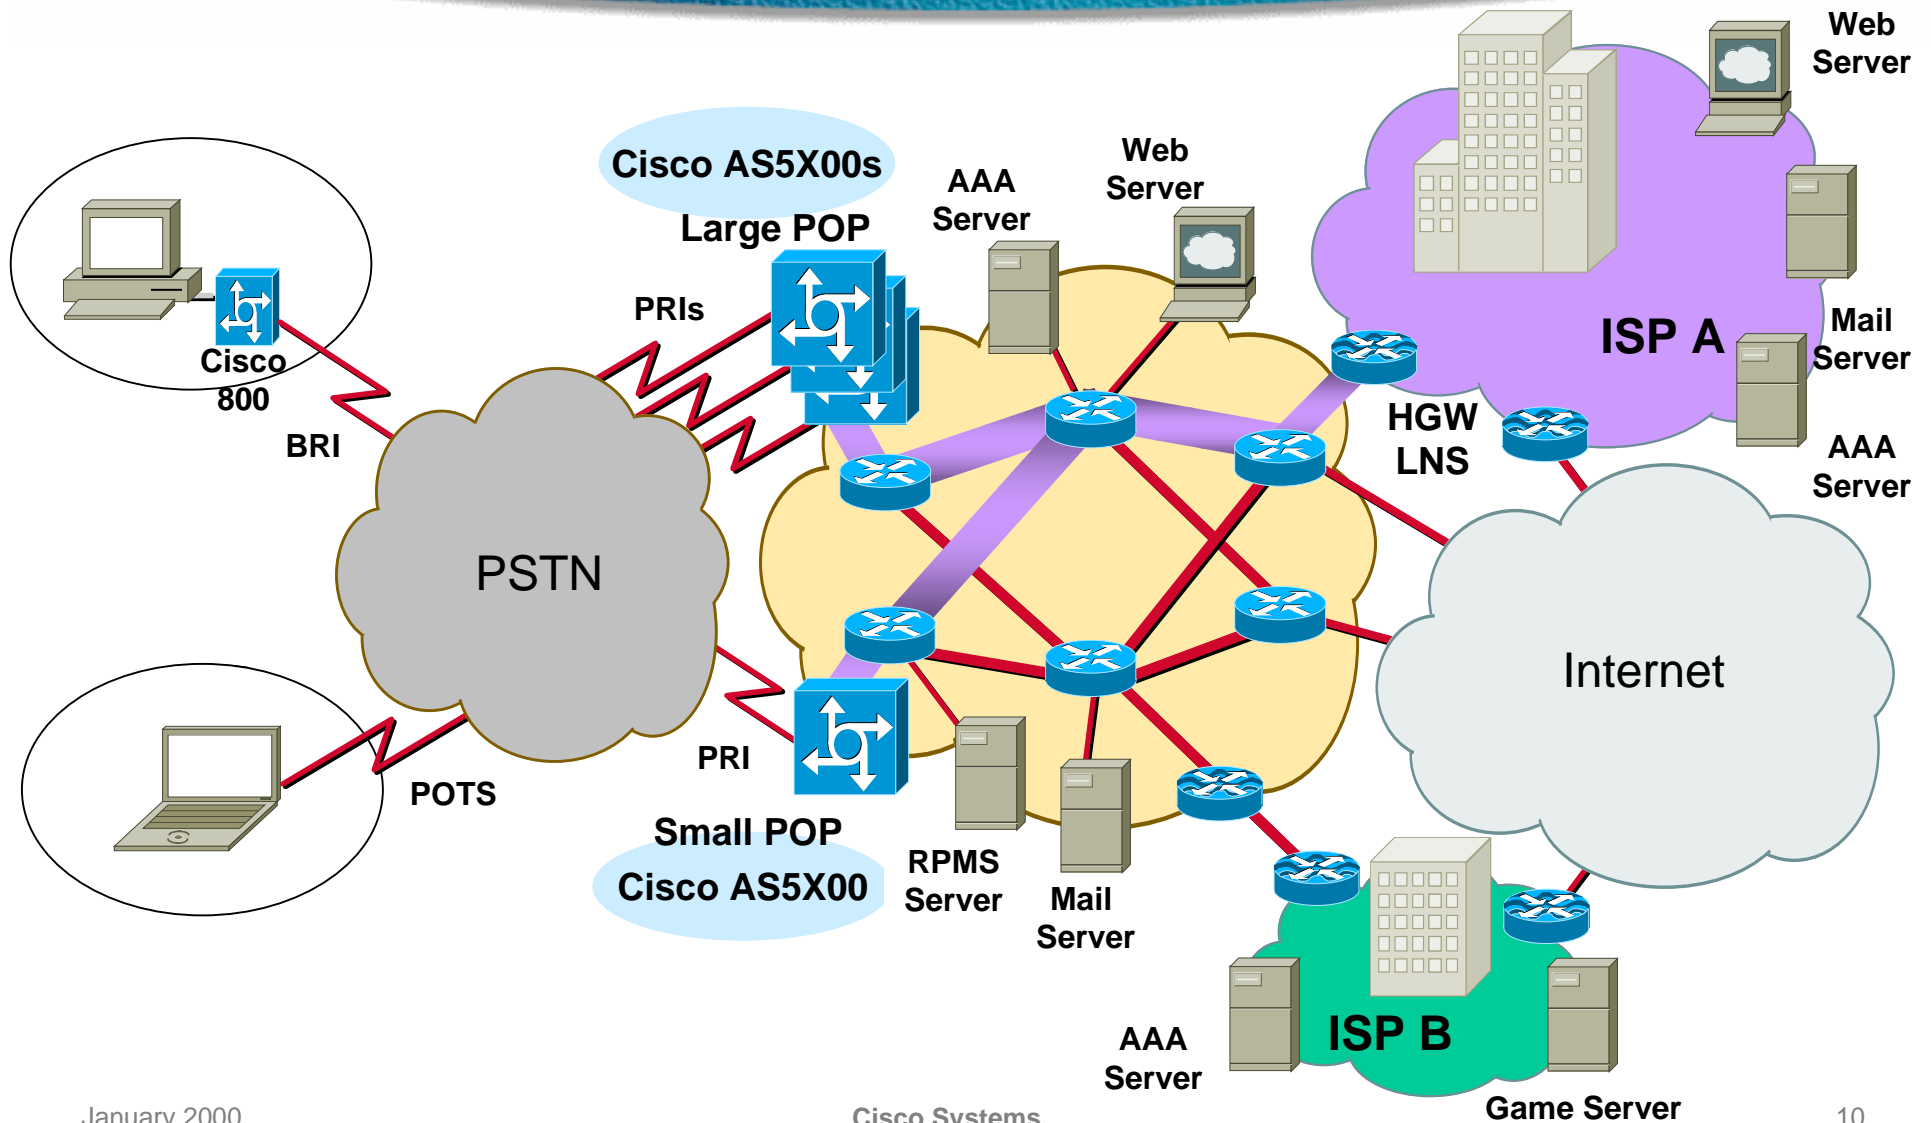 Web
Server
Cisco AS5X00s
Large POP
AAA
Server
Web
Server
PRIs
Cisco
800
BRI
ISP A
Mail
Server
HGW
LNS
AAA
Server
PSTN
Internet
PRI
POTS
Small POP
Cisco AS5X00
RPMS
Server
Mail
Server
ISP B
AAA
Server
Game Server
January 2000
Cisco Systems
10